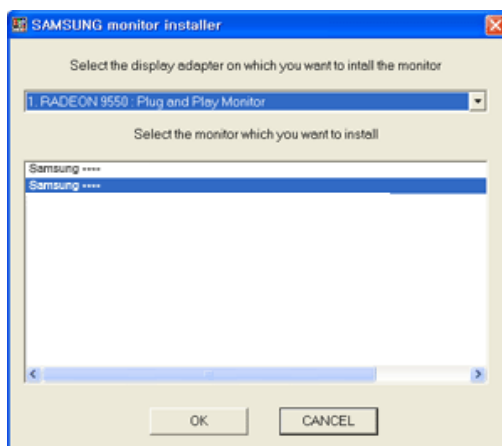 SAMSUNG monitor installer
Select the display adapter on which you want to intall the monitor
1. RADEON 9550 : Plug and Play Monitor
Select the monitor which you want to install
Samsung ····
Samsung ····
OK
CANCEL